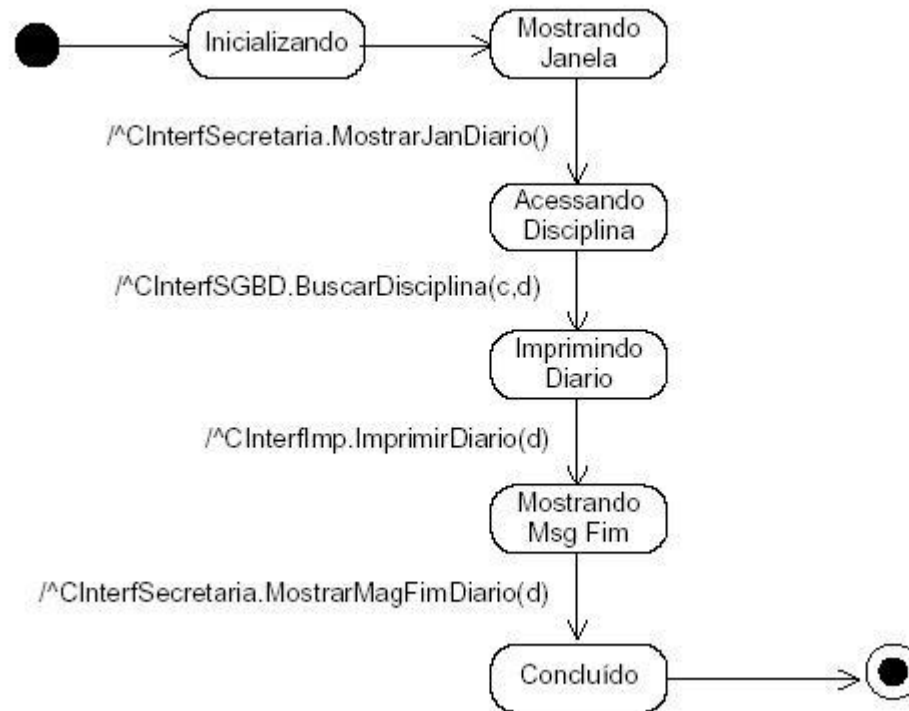 Inicializando
Mostrando
Janela
/^CInterfSecretaria.MostrarJanDiario()
Acessando
Disciplina
/^CInterfSGBD.BuscarDisciplina(c,d)
Imprimindo
Diario
/^CInterfImp.ImprimirDiario(d)
Mostrando
Msg Fim
/^CInterfSecretaria.MostrarMagFimDiario(d)
Concluído